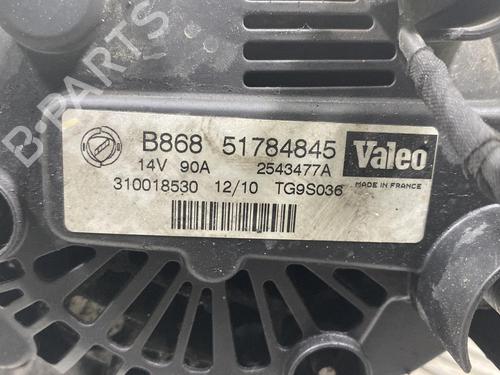 B-PARTS
B868 51784845
14V 90A 2543477A
310018530 12/10 TG9S036
Valeo
MADE IN FRANCE